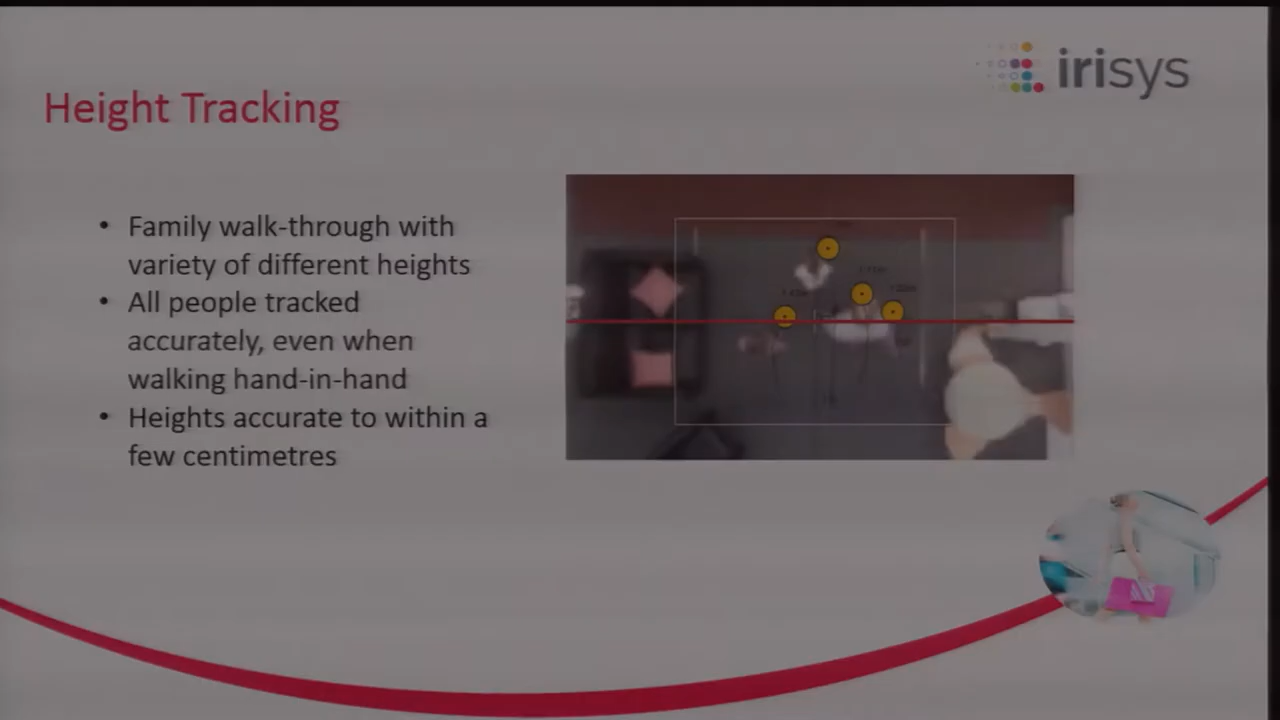 irisys
Height Tracking
• Family walk-through with
variety of different heights
• All people tracked
accurately, even when
walking hand-in-hand
• Heights accurate to within a
few centimetres